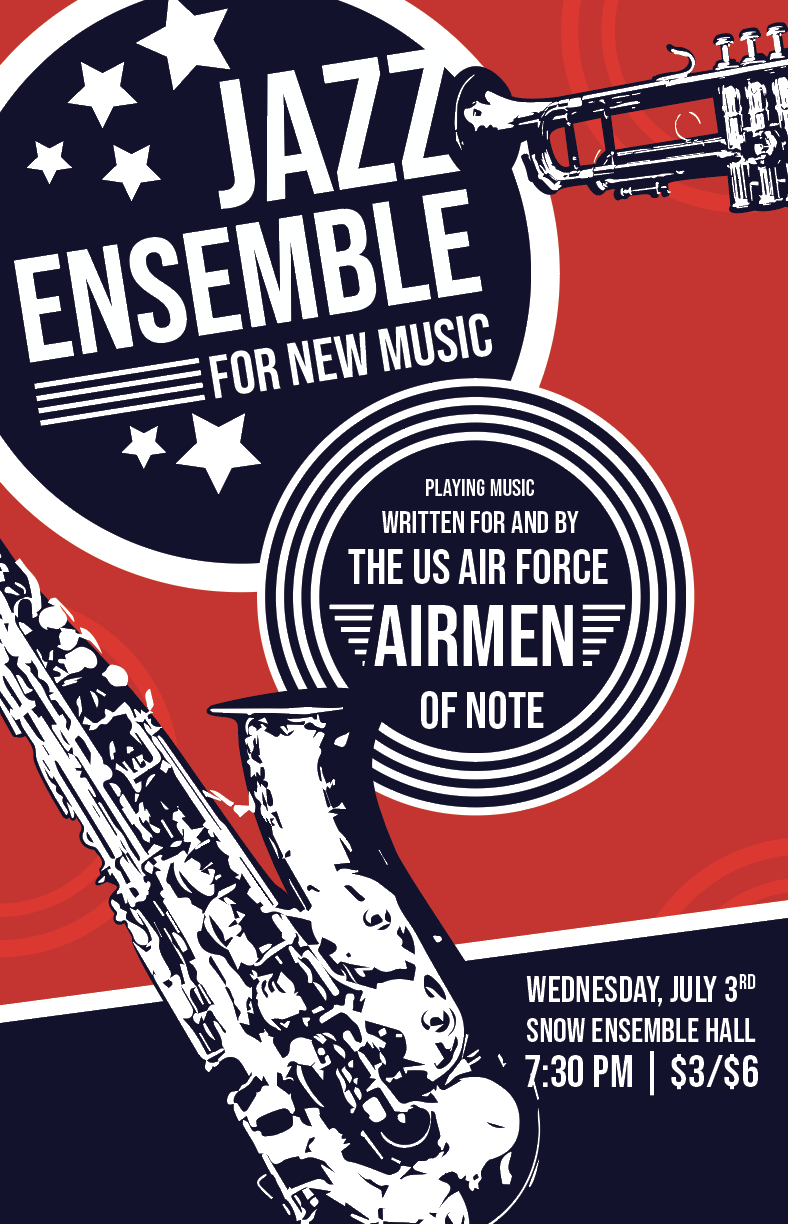 JAZZ
ENSEMBLE
FOR NEW MUSIC
PLAYING MUSIC
WRITTEN FOR AND BY
THE US AIR FORCE
AIRMEN
OF NOTE
WEDNESDAY, JULY 3RD
SNOW ENSEMBLE HALL
7:30 PM | $3/$6